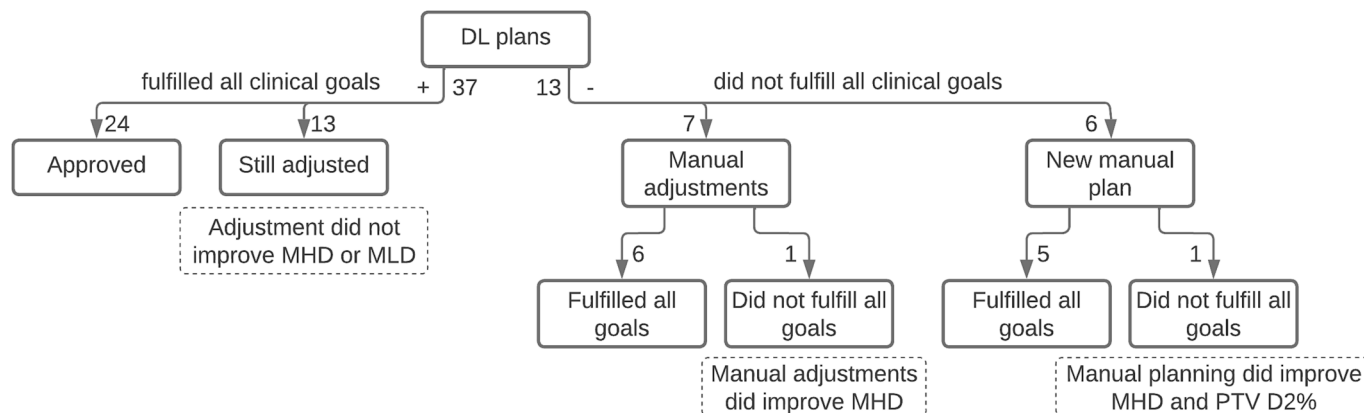 DL plans
fulfilled all clinical goals + 37 13 - did not fulfill all clinical goals
24 13 7 6
Approved
Still adjusted
Manual
adjustments
New manual
plan
Adjustment did not
improve MHD or MLD
6 1 5 1
Fulfilled all
goals
Did not fulfill all
goals
Fulfilled all
goals
Did not fulfill all
goals
Manual adjustments
did improve MHD
Manual planning did improve
MHD and PTV D2%